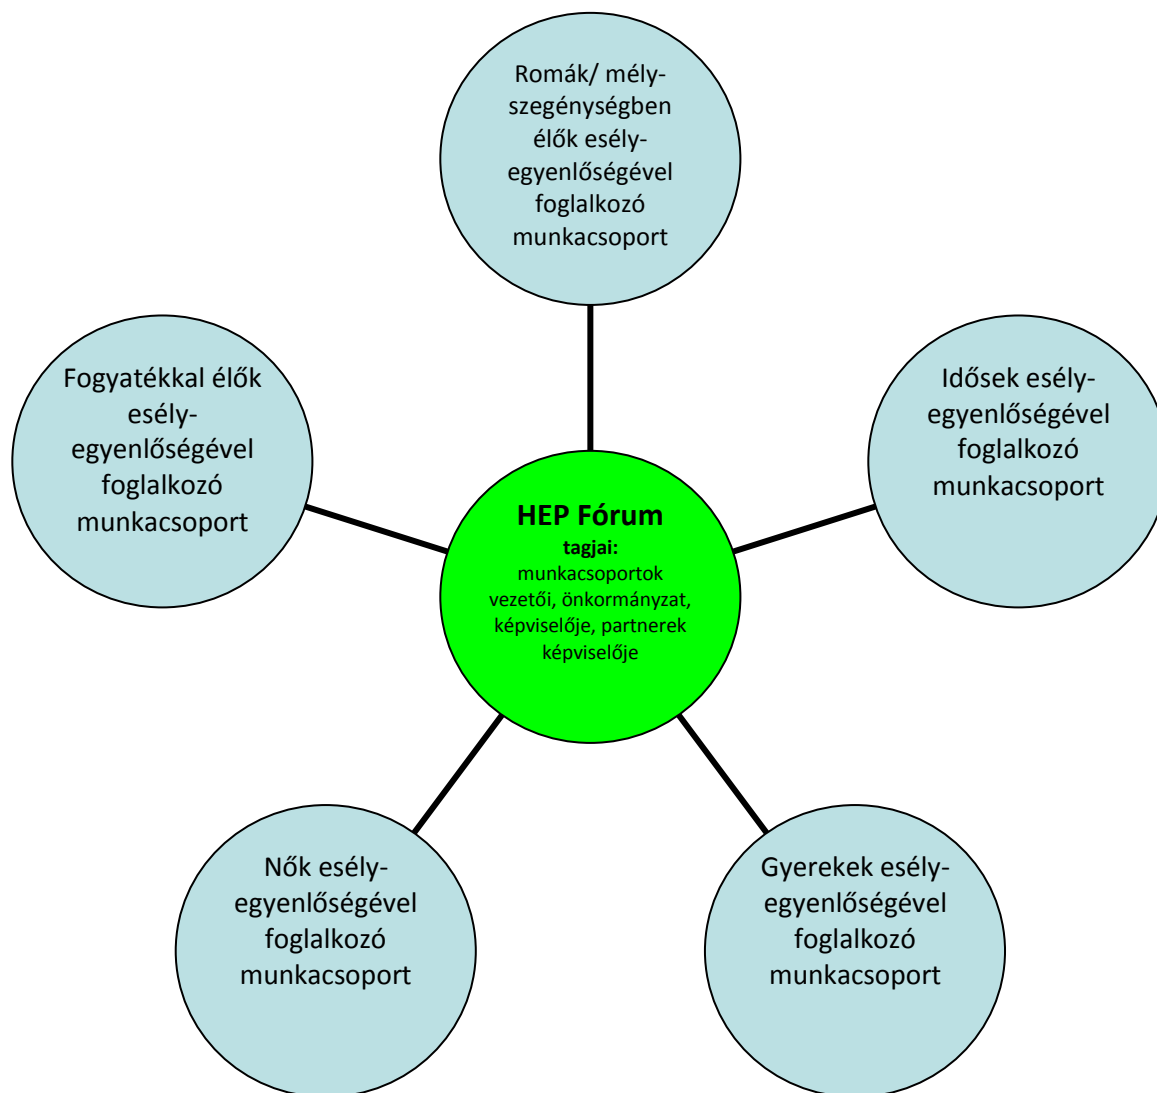 Romák/ mély-
szegénységben
élők esély-
egyenlőségével
foglalkozó
munkacsoport
Fogyatékkal élők
esély-
egyenlőségével
foglalkozó
munkacsoport
Idősek esély-
egyenlőségével
foglalkozó
munkacsoport
HEP Fórum
tagjai:
munkacsoportok
vezetői, önkormányzat,
képviselője, partnerek
képviselője
Nők esély-
egyenlőségével
foglalkozó
munkacsoport
Gyerekek esély-
egyenlőségével
foglalkozó
munkacsoport